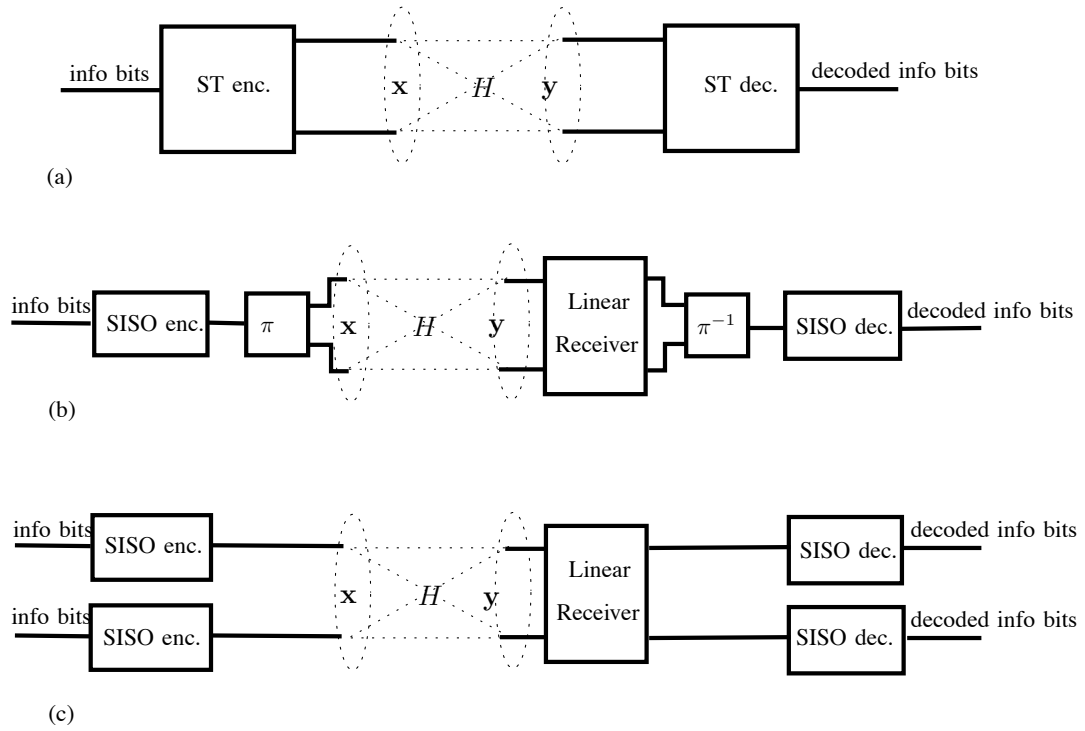 info bits
ST enc.
x
H
y
ST dec.
decoded info bits
(a)
info bits
SISO enc.
π
x
H
y
Linear
Receiver
π⁻¹
SISO dec.
decoded info bits
(b)
info bits
SISO enc.
info bits
SISO enc.
x
H
y
Linear
Receiver
SISO dec.
decoded info bits
SISO dec.
decoded info bits
(c)